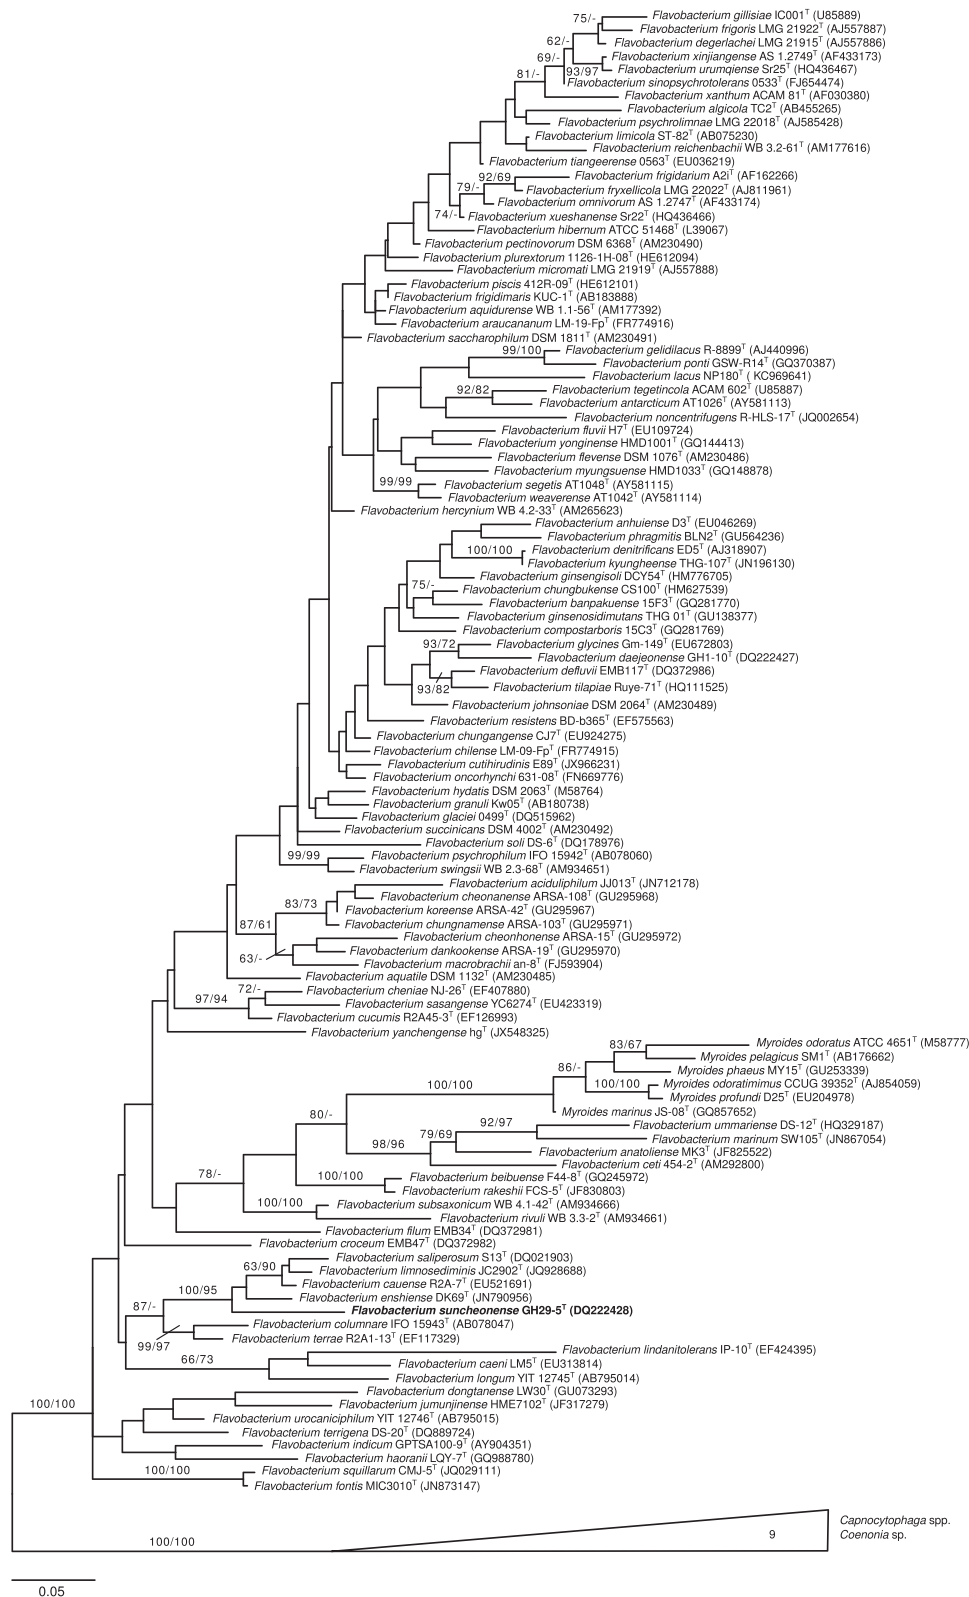 75/- Flavobacterium gillisiae IC001T (U85889)
Flavobacterium frigoris LMG 21922T (AJ557887)
62/- Flavobacterium degerlachei LMG 21915T (AJ557886)
69/- Flavobacterium xinjiangense AS 1.2749T (AF433173)
93/97 Flavobacterium urumqiense Sr25T (HQ436467)
81/- Flavobacterium sinopsychrotolerans 0533T (FJ654474)
Flavobacterium xanthum ACAM 81T (AF030380)
Flavobacterium algicola TC2T (AB455265)
Flavobacterium psychrolimnae LMG 22018T (AJ585428)
Flavobacterium limicola ST-82T (AB075230)
Flavobacterium reichenbachii WB 3.2-61T (AM177616)
Flavobacterium tiangeerense 0563T (EU036219)
92/69 Flavobacterium frigidarium A2iT (AF162266)
79/- Flavobacterium fryxellicola LMG 22022T (AJ811961)
Flavobacterium omnivorum AS 1.2747T (AF433174)
74/- Flavobacterium xueshanense Sr22T (HQ436466)
Flavobacterium hibernum ATCC 51468T (L39067)
Flavobacterium pectinovorum DSM 6368T (AM230490)
Flavobacterium plurextorum 1126-1H-08T (HE612094)
Flavobacterium micromati LMG 21919T (AJ557888)
Flavobacterium piscis 412R-09T (HE612101)
Flavobacterium frigidimaris KUC-1T (AB183888)
Flavobacterium aquidurense WB 1.1-56T (AM177392)
Flavobacterium araucananum LM-19-FpT (FR774916)
Flavobacterium saccharophilum DSM 1811T (AM230491)
99/100 Flavobacterium gelidilacus R-8899T (AJ440996)
Flavobacterium ponti GSW-R14T (GQ370387)
Flavobacterium lacus NP180T ( KC969641)
92/82 Flavobacterium tegetincola ACAM 602T (U85887)
Flavobacterium antarcticum AT1026T (AY581113)
Flavobacterium noncentrifugens R-HLS-17T (JQ002654)
Flavobacterium fluvii H7T (EU109724)
Flavobacterium yonginense HMD1001T (GQ144413)
Flavobacterium flevense DSM 1076T (AM230486)
Flavobacterium myungsuense HMD1033T (GQ148878)
99/99 Flavobacterium segetis AT1048T (AY581115)
Flavobacterium weaverense AT1042T (AY581114)
Flavobacterium hercynium WB 4.2-33T (AM265623)
Flavobacterium anhuiense D3T (EU046269)
Flavobacterium phragmitis BLN2T (GU564236)
100/100 Flavobacterium denitrificans ED5T (AJ318907)
Flavobacterium kyungheense THG-107T (JN196130)
Flavobacterium ginsengisoli DCY54T (HM776705)
75/- Flavobacterium chungbukense CS100T (HM627539)
Flavobacterium banpakuense 15F3T (GQ281770)
Flavobacterium ginsenosidimutans THG 01T (GU138377)
Flavobacterium compostarboris 15C3T (GQ281769)
93/72 Flavobacterium glycines Gm-149T (EU672803)
Flavobacterium daejeonense GH1-10T (DQ222427)
Flavobacterium defluvii EMB117T (DQ372986)
93/82 Flavobacterium tilapiae Ruye-71T (HQ111525)
Flavobacterium johnsoniae DSM 2064T (AM230489)
Flavobacterium resistens BD-b365T (EF575563)
Flavobacterium chungangense CJ7T (EU924275)
Flavobacterium chilense LM-09-FpT (FR774915)
Flavobacterium cutihirudinis E89T (JX966231)
Flavobacterium oncorhynchi 631-08T (FN669776)
Flavobacterium hydatis DSM 2063T (M58764)
Flavobacterium granuli Kw05T (AB180738)
Flavobacterium glaciei 0499T (DQ515962)
Flavobacterium succinicans DSM 4002T (AM230492)
Flavobacterium soli DS-6T (DQ178976)
99/99 Flavobacterium psychrophilum IFO 15942T (AB078060)
Flavobacterium swingsii WB 2.3-68T (AM934651)
Flavobacterium aciduliphilum JJ013T (JN712178)
Flavobacterium cheonanense ARSA-108T (GU295968)
83/73 Flavobacterium koreense ARSA-42T (GU295967)
Flavobacterium chungnamense ARSA-103T (GU295971)
87/61 Flavobacterium cheonhonense ARSA-15T (GU295972)
Flavobacterium dankookense ARSA-19T (GU295970)
63/- Flavobacterium macrobrachii an-8T (FJ593904)
Flavobacterium aquatile DSM 1132T (AM230485)
72/- Flavobacterium cheniae NJ-26T (EF407880)
97/94 Flavobacterium sasangense YC6274T (EU423319)
Flavobacterium cucumis R2A45-3T (EF126993)
Flavobacterium yanchengense hgT (JX548325)
83/67 Myroides odoratus ATCC 4651T (M58777)
Myroides pelagicus SM1T (AB176662)
86/- Myroides phaeus MY15T (GU253339)
100/100 100/100 Myroides odoratimimus CCUG 39352T (AJ854059)
Myroides profundi D25T (EU204978)
80/- Myroides marinus JS-08T (GQ857652)
92/97 Flavobacterium ummariense DS-12T (HQ329187)
79/69 Flavobacterium marinum SW105T (JN867054)
98/96 Flavobacterium anatoliense MK3T (JF825522)
Flavobacterium ceti 454-2T (AM292800)
78/- 100/100 Flavobacterium beibuense F44-8T (GQ245972)
Flavobacterium rakeshii FCS-5T (JF830803)
100/100 Flavobacterium subsaxonicum WB 4.1-42T (AM934666)
Flavobacterium rivuli WB 3.3-2T (AM934661)
Flavobacterium filum EMB34T (DQ372981)
Flavobacterium croceum EMB47T (DQ372982)
Flavobacterium saliperosum S13T (DQ021903)
63/90 Flavobacterium limnosediminis JC2902T (JQ928688)
Flavobacterium cauense R2A-7T (EU521691)
100/95 Flavobacterium enshiense DK69T (JN790956)
87/- Flavobacterium suncheonense GH29-5T (DQ222428)
Flavobacterium columnare IFO 15943T (AB078047)
99/97 Flavobacterium terrae R2A1-13T (EF117329)
Flavobacterium lindanitolerans IP-10T (EF424395)
66/73 Flavobacterium caeni LM5T (EU313814)
Flavobacterium longum YIT 12745T (AB795014)
Flavobacterium dongtanense LW30T (GU073293)
100/100 Flavobacterium jumunjinense HME7102T (JF317279)
Flavobacterium urocaniciphilum YIT 12746T (AB795015)
Flavobacterium terrigena DS-20T (DQ889724)
Flavobacterium indicum GPTSA100-9T (AY904351)
Flavobacterium haoranii LQY-7T (GQ988780)
100/100 Flavobacterium squillarum CMJ-5T (JQ029111)
Flavobacterium fontis MIC3010T (JN873147)
Capnocytophaga spp.
100/100 9 Coenonia sp.
0.05